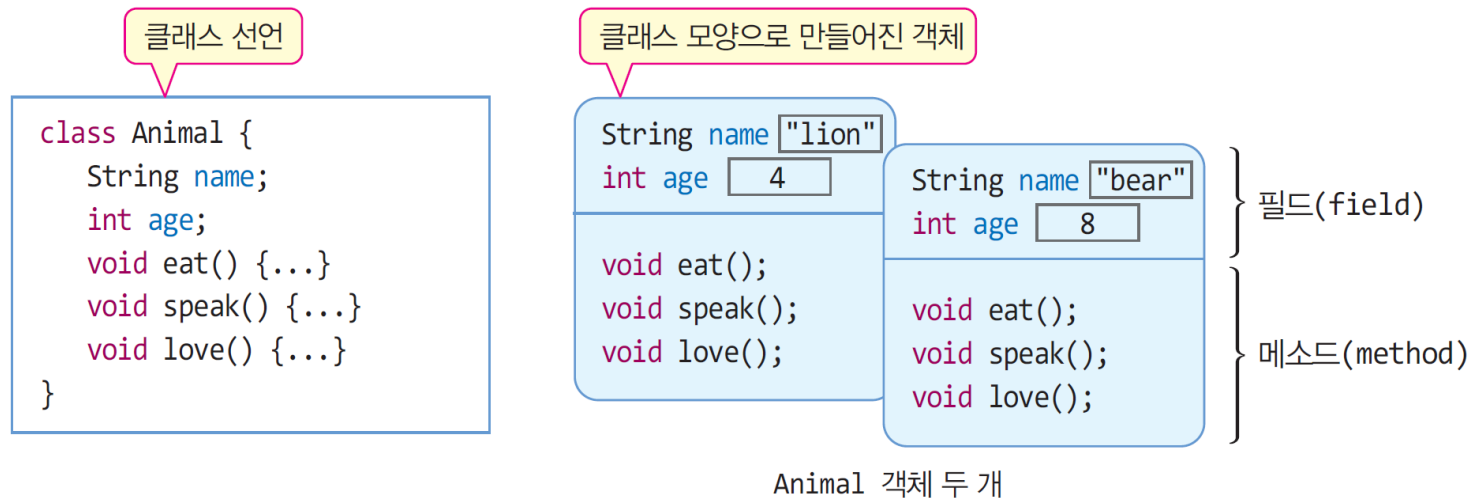 클래스 선언
class Animal {
String name;
int age;
void eat() {...}
void speak() {...}
void love() {...}
}
클래스 모양으로 만들어진 객체
String name "lion"
int age 4
void eat();
void speak();
void love();
String name "bear"
int age 8
void eat();
void speak();
void love();
필드(field)
메소드(method)
Animal 객체 두 개